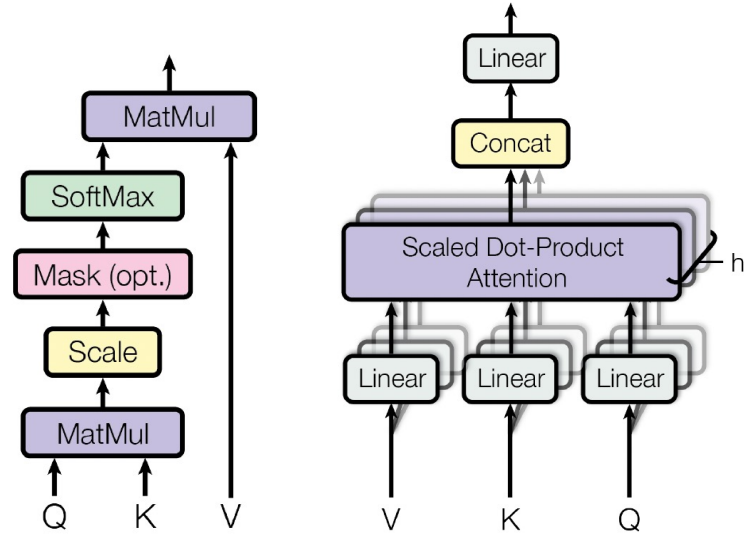 MatMul
SoftMax
Mask (opt.)
Scale
MatMul
Q K V
Linear
Concat
Scaled Dot-Product
Attention
h
Linear Linear Linear
V K Q